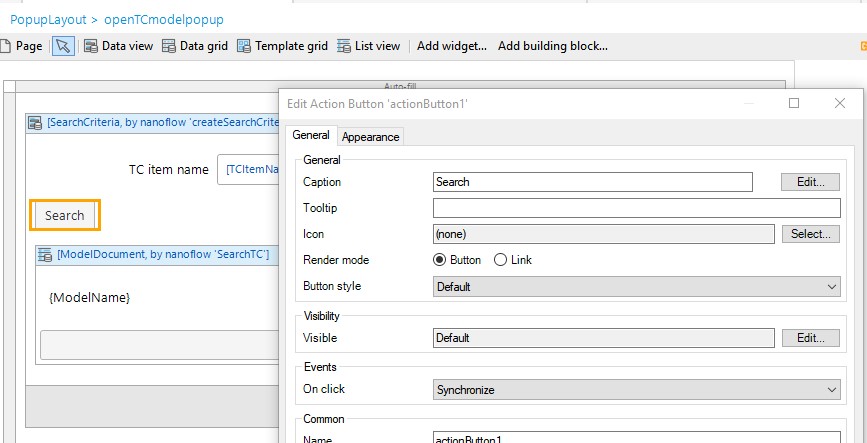 PopupLayout > openTCmodelpopup
Page Data view Data grid Template grid List view Add widget... Add building block...
Auto-fill
[SearchCriteria, by nanoflow 'createSearchCrite
TC item name [TCItemNa
Search
[ModelDocument, by nanoflow 'SearchTC']
{ModelName}
Edit Action Button 'actionButton1'
General Appearance
General
Caption Search Edit...
Tooltip
Icon (none) Select...
Render mode Button Link
Button style Default
Visibility
Visible Default Edit...
Events
On click Synchronize
Common
Name actionButton1